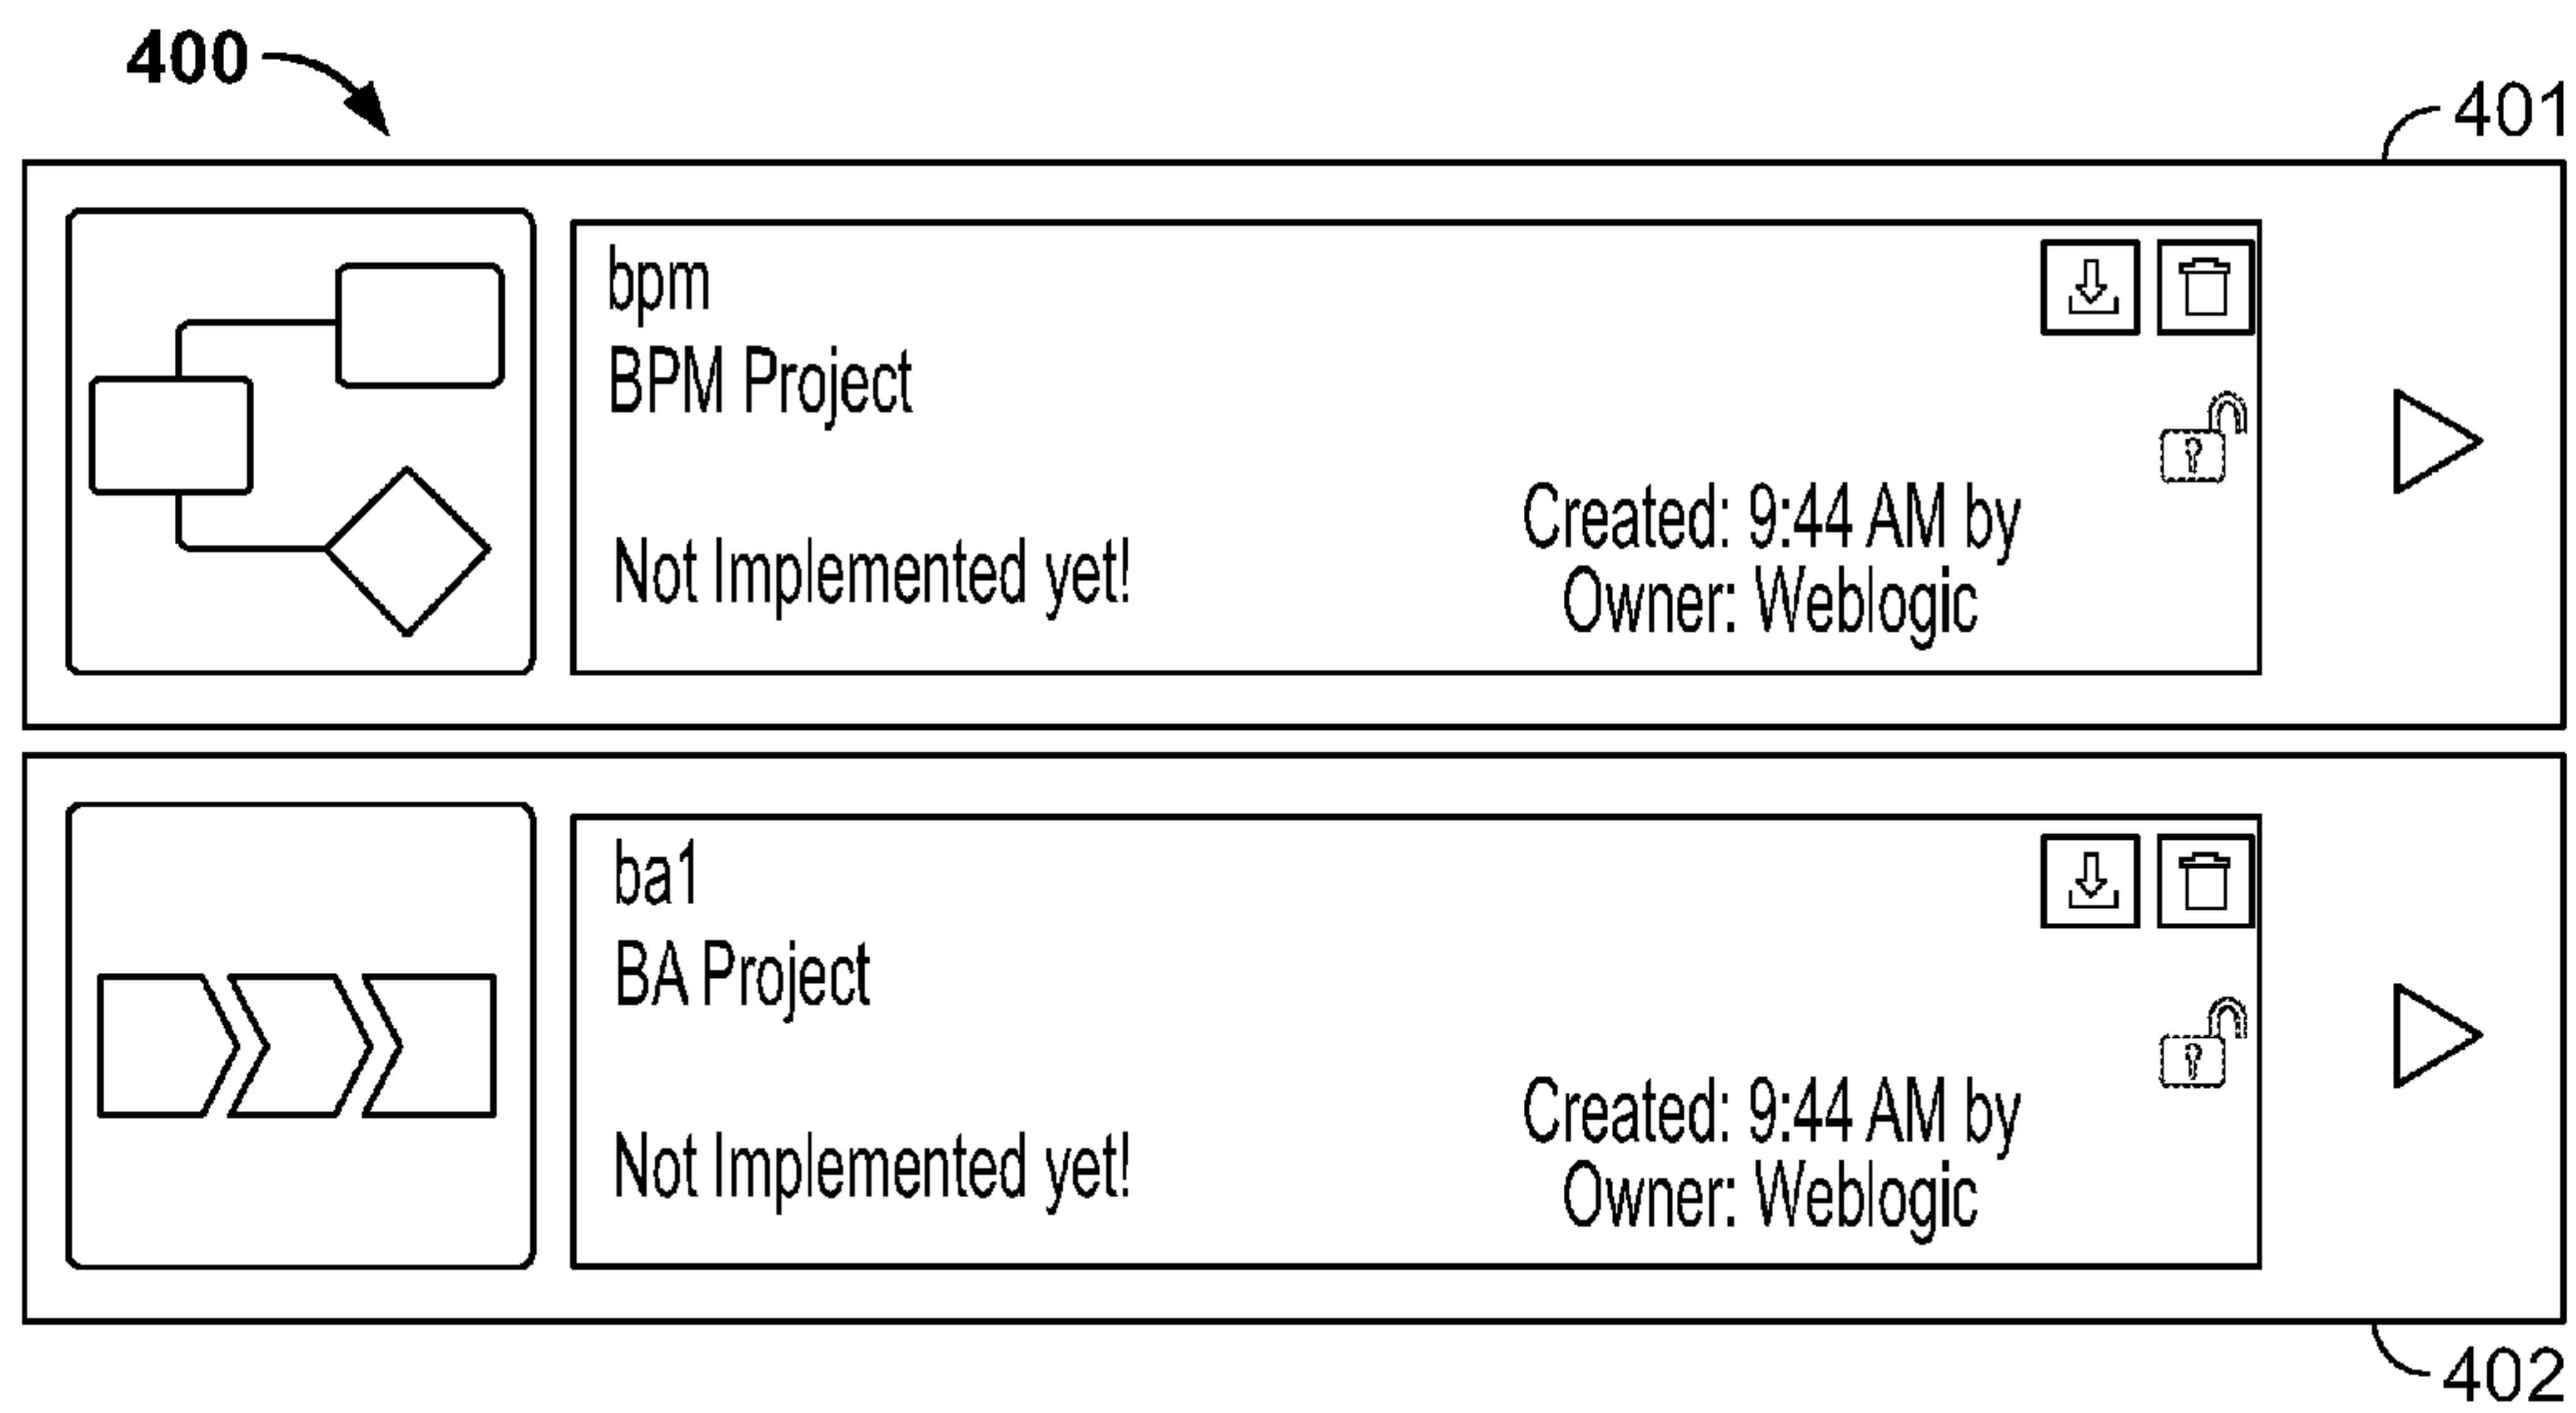 400
401
bpm
BPM Project
Not Implemented yet!
Created: 9:44 AM by
Owner: Weblogic
ba1
BA Project
Not Implemented yet!
Created: 9:44 AM by
Owner: Weblogic
402